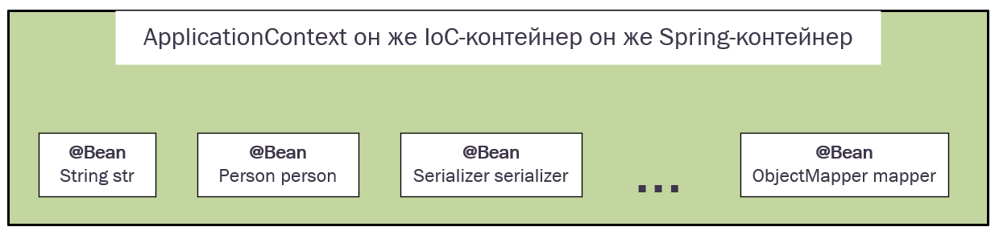 ApplicationContext он же IoC-контейнер он же Spring-контейнер
@Bean
String str
@Bean
Person person
@Bean
Serializer serializer
...
@Bean
ObjectMapper mapper